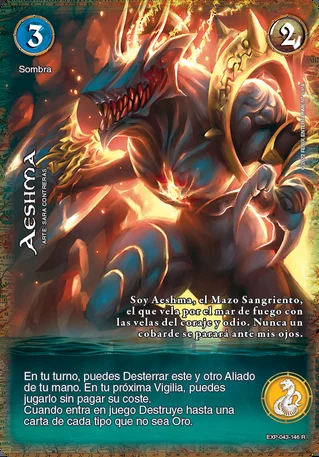 3
2
Sombra
AESHMA
ARTE: SARA CONTRERAS
Soy Aeshma, el Mazo Sangriento,
el que vela por el mar de fuego con
las velas del coraje y odio. Nunca un
cobarde se parará ante mis ojos.
En tu turno, puedes Desterrar este y otro Aliado
de tu mano. En tu próxima Vigilia, puedes
jugarlo sin pagar su coste.
Cuando entra en juego Destruye hasta una
carta de cada tipo que no sea Oro.
EXP-043-146 R